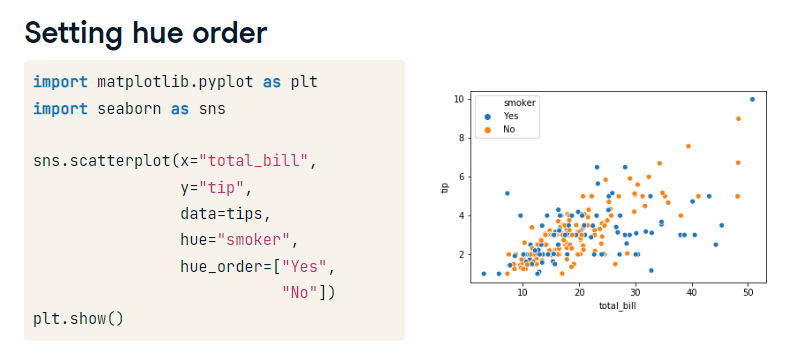 Setting hue order
import matplotlib.pyplot as plt
import seaborn as sns
sns.scatterplot(x="total_bill",
y="tip",
data=tips,
hue="smoker",
hue_order=["Yes",
"No"])
plt.show()
smoker
Yes
No
tip
10
8
6
4
2
10
20
30
40
50
total_bill